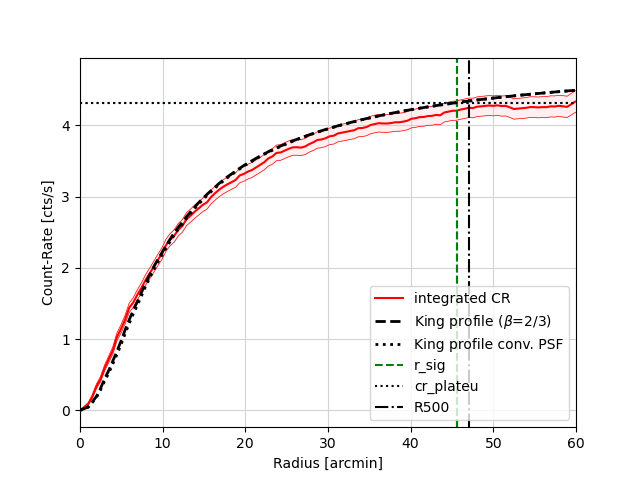 4
3
2
1
0
Count-Rate [cts/s]
integrated CR
King profile (β=2/3)
King profile conv. PSF
r_sig
cr_plateu
R500
0 10 20 30 40 50 60
Radius [arcmin]